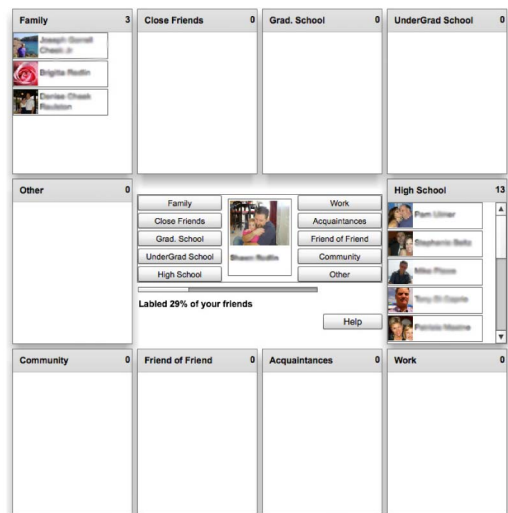 Family 3
Close Friends 0
Grad. School 0
UnderGrad School 0
Other 0
Family
Close Friends
Grad. School
UnderGrad School
High School
Work
Acquaintances
Friend of Friend
Community
Other
Labled 29% of your friends
Help
High School 13
Community 0
Friend of Friend 0
Acquaintances 0
Work 0